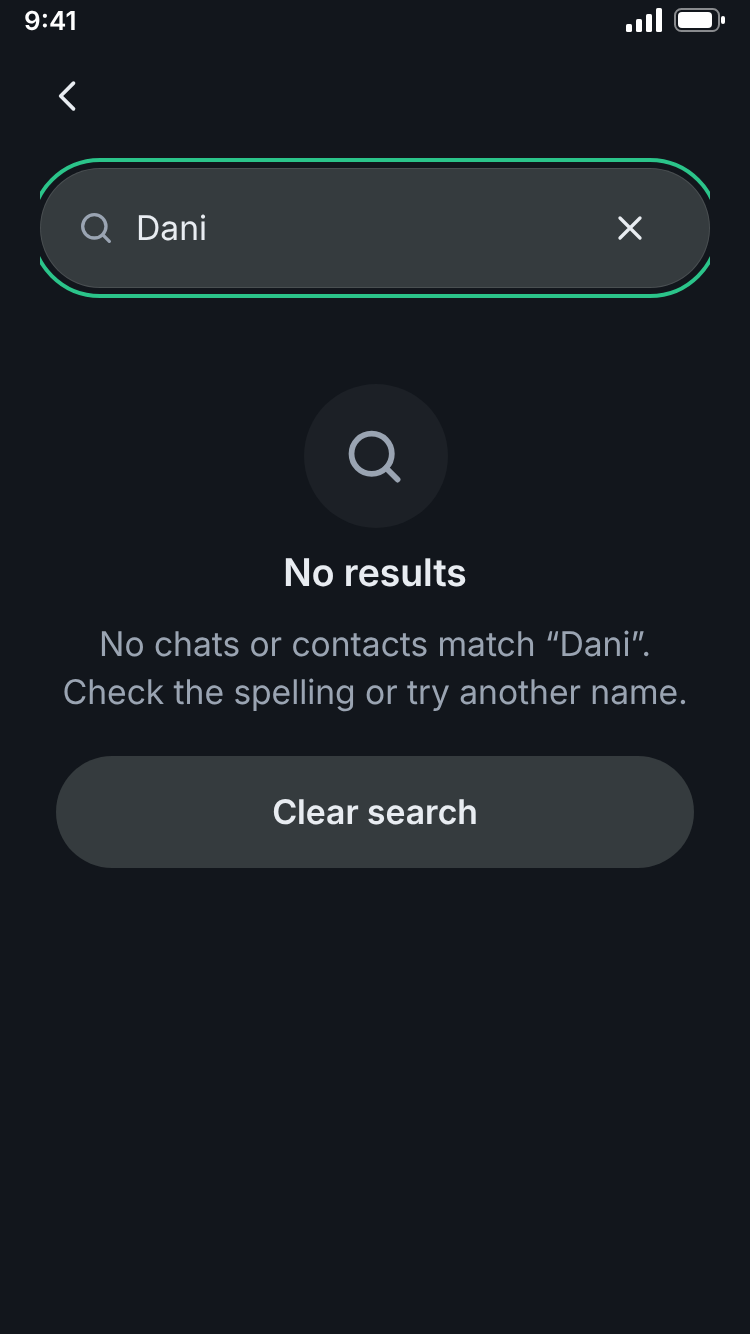 9:41
Dani
No results
No chats or contacts match “Dani”.
Check the spelling or try another name.
Clear search